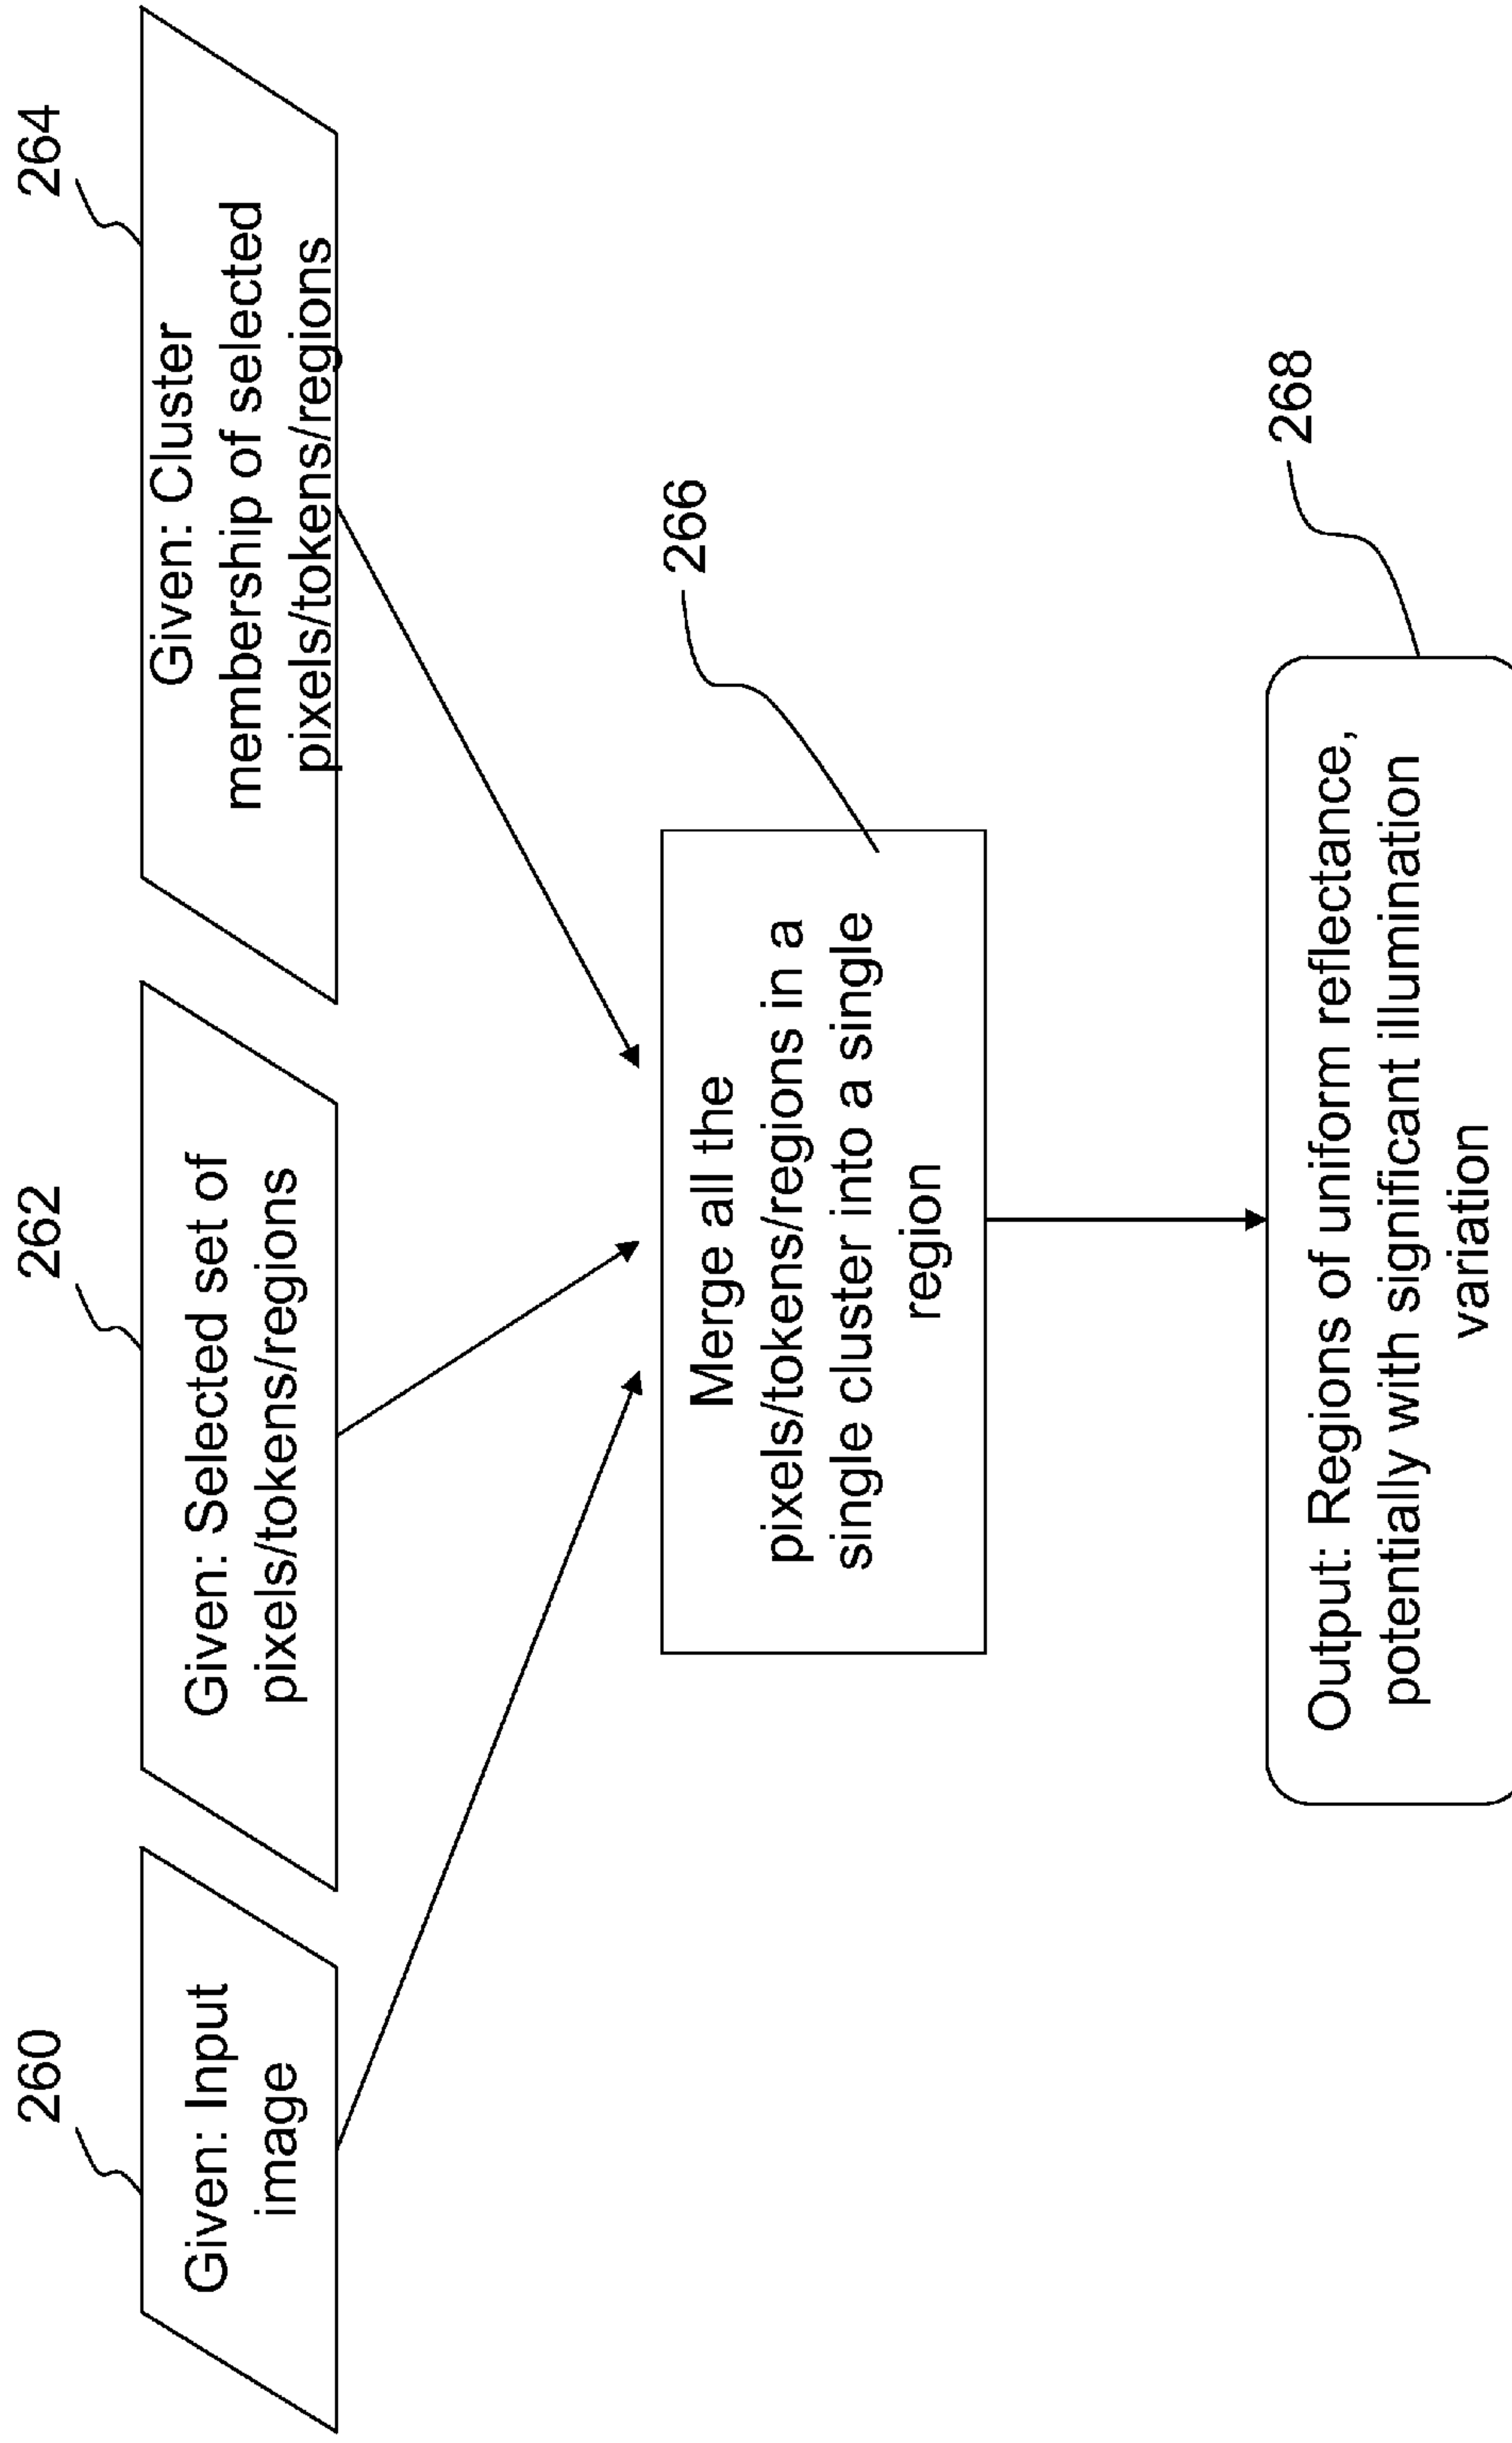 260
Given: Input
image
262
Given: Selected set of
pixels/tokens/regions
264
Given: Cluster
membership of selected
pixels/tokens/regions
266
Merge all the
pixels/tokens/regions in a
single cluster into a single
region
268
Output: Regions of uniform reflectance,
potentially with significant illumination
variation